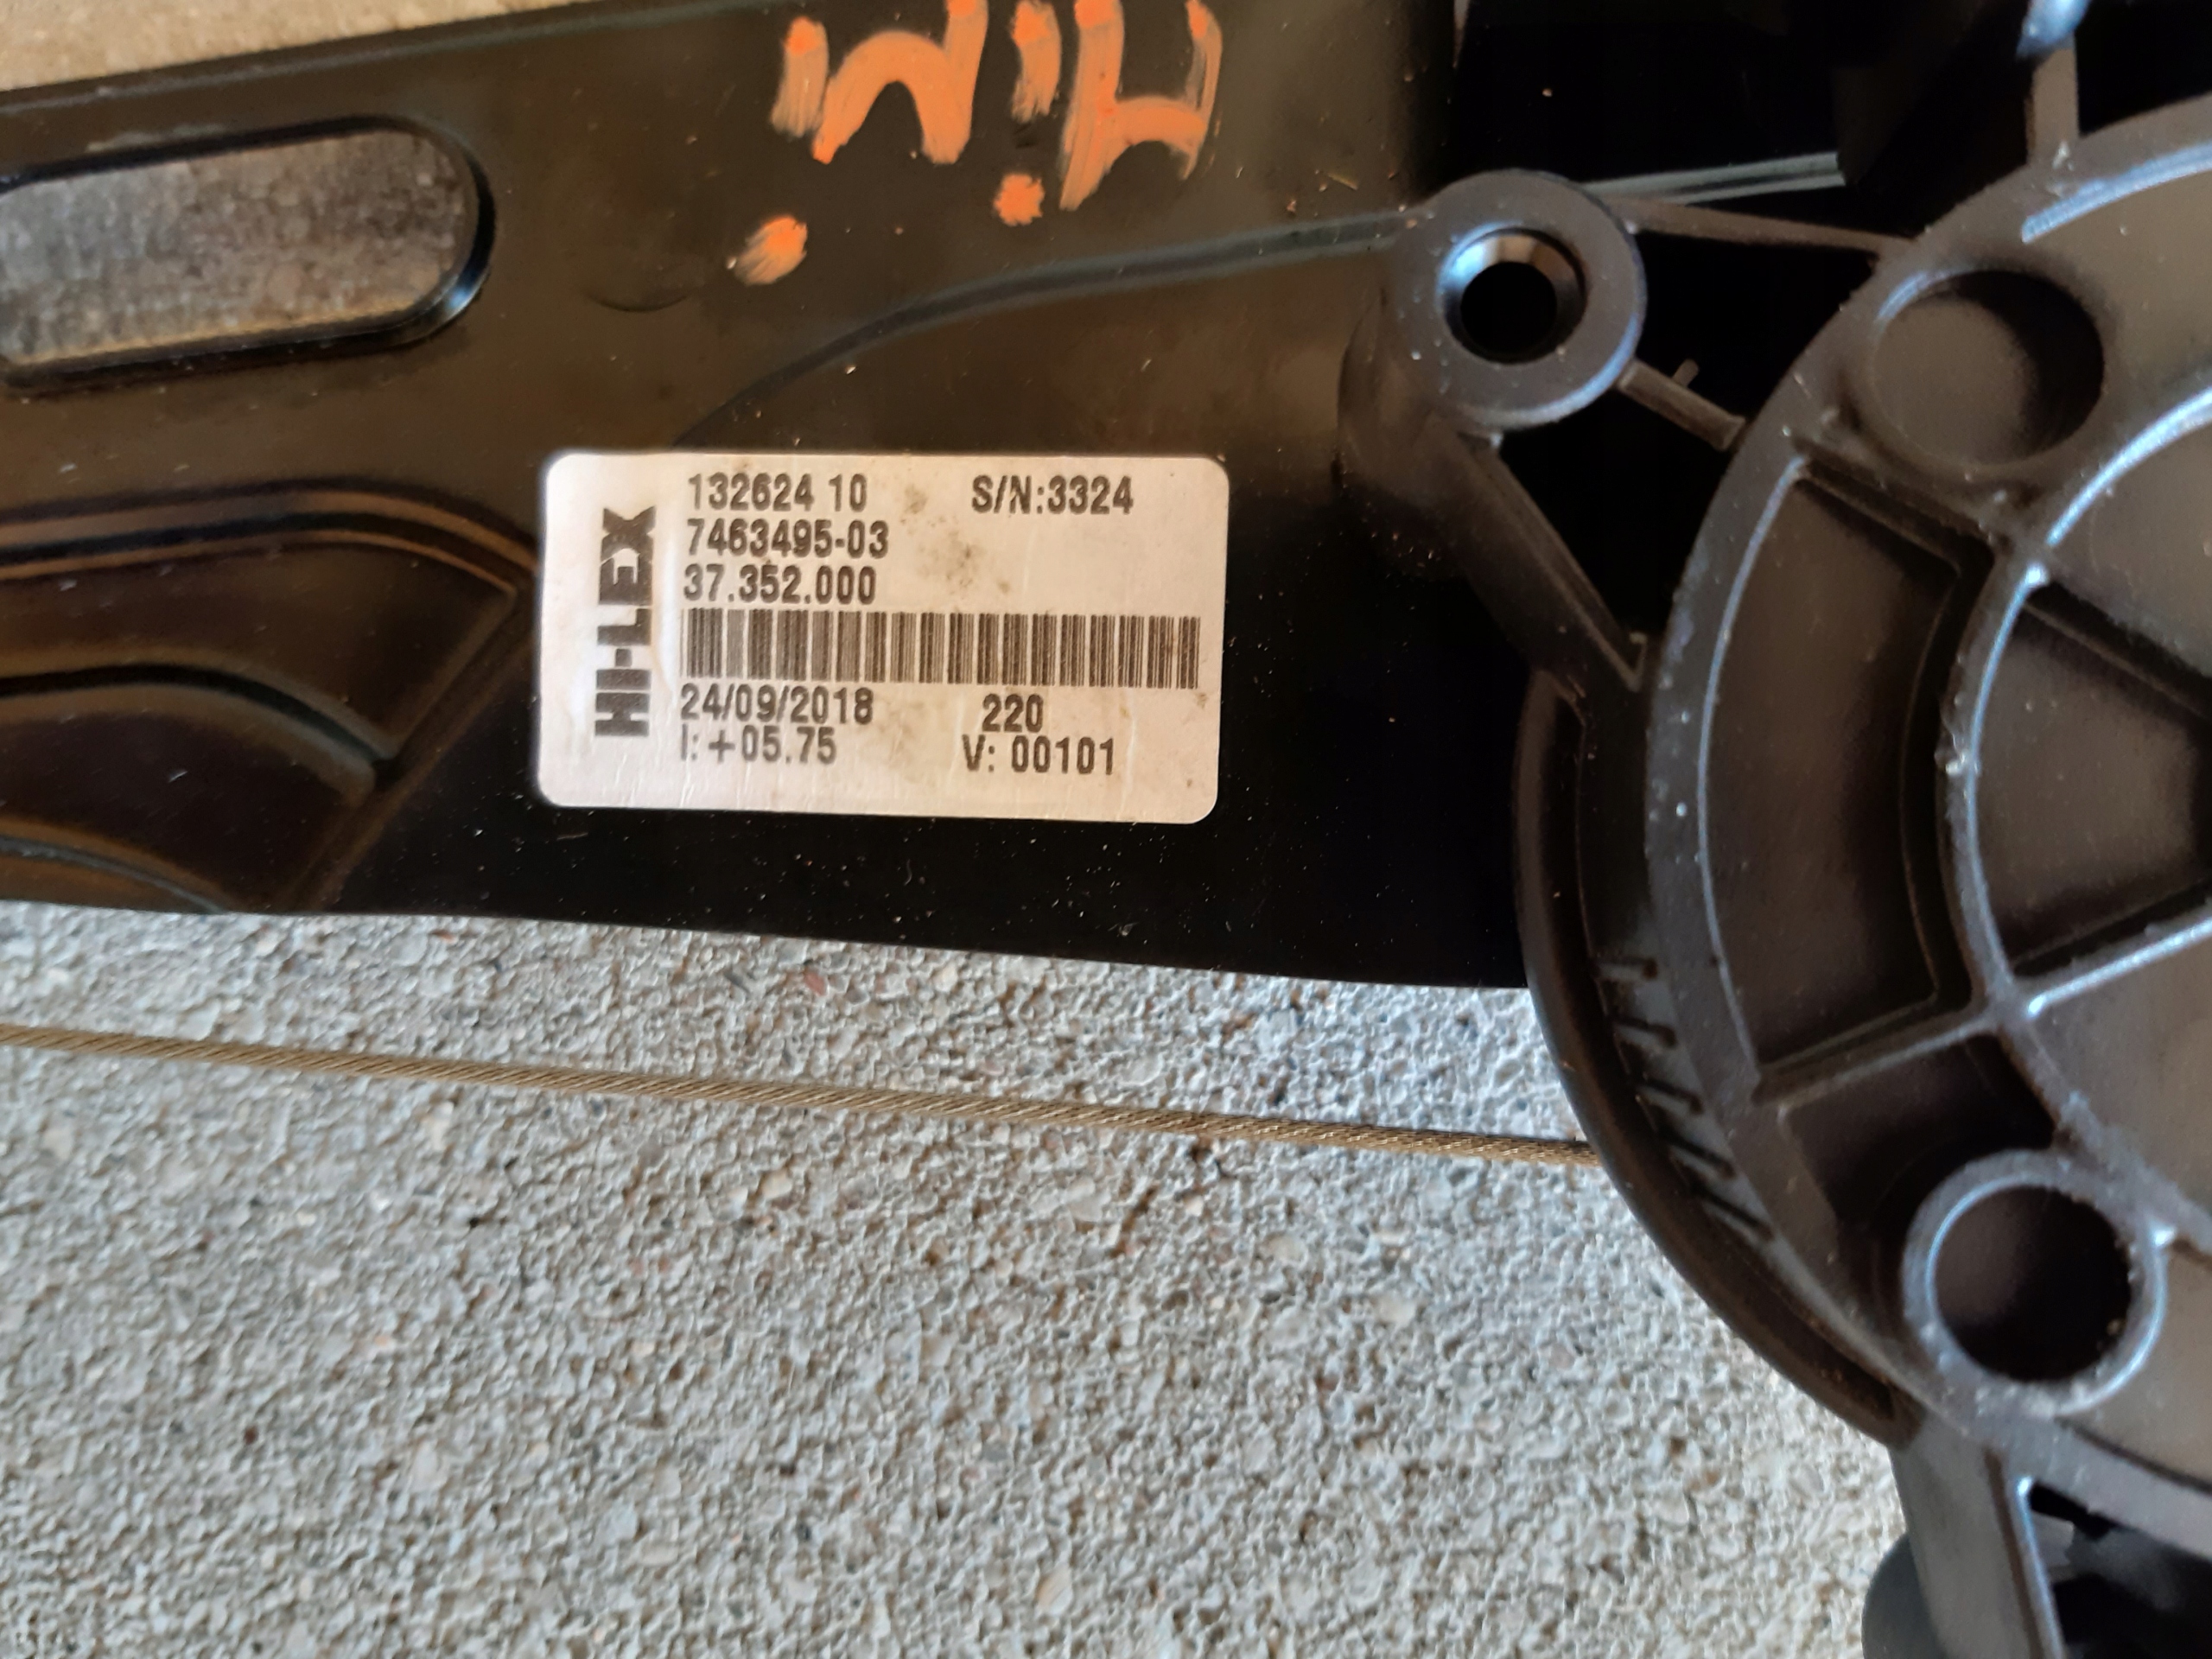 132624 10 S/N:3324
7463495-03
37.352.000
HI-LEX
24/09/2018 220
I: +05.75 V: 00101